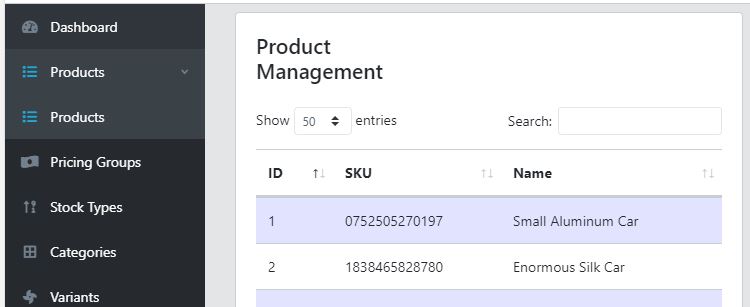 Dashboard
Products
Products
Pricing Groups
Stock Types
Categories
Variants
Product
Management
Show 50 entries Search:
ID SKU Name
1 0752505270197 Small Aluminum Car
2 1838465828780 Enormous Silk Car